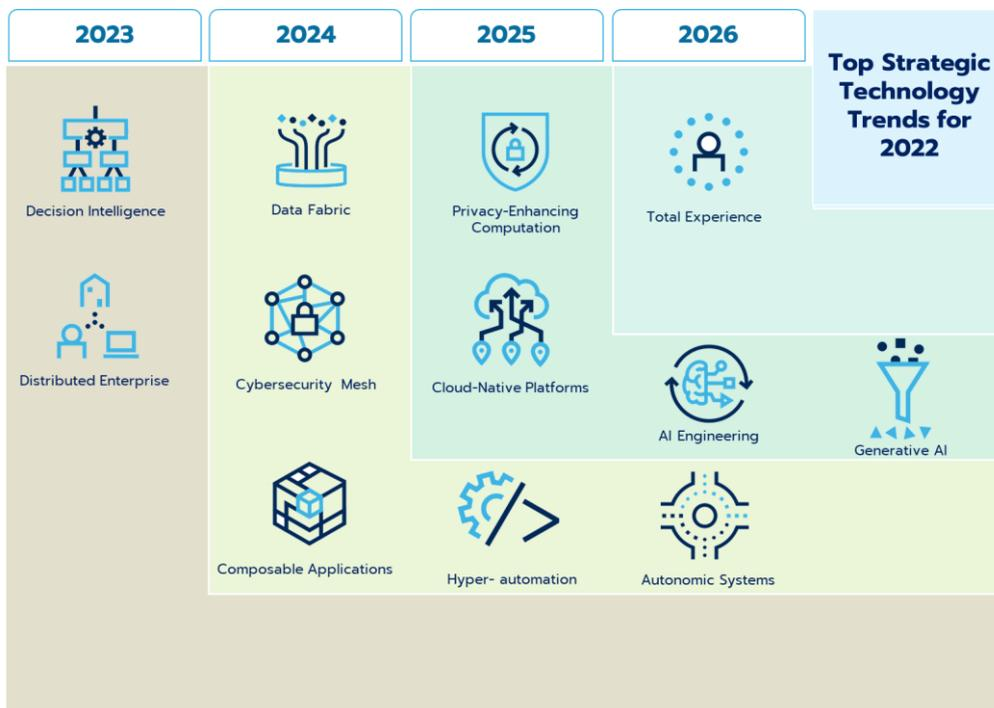 2023
2024
2025
2026
Top Strategic
Technology
Trends for
2022
Decision Intelligence
Data Fabric
Privacy-Enhancing
Computation
Total Experience
Distributed Enterprise
Cybersecurity Mesh
Cloud-Native Platforms
AI Engineering
Generative AI
Composable Applications
Hyper- automation
Autonomic Systems